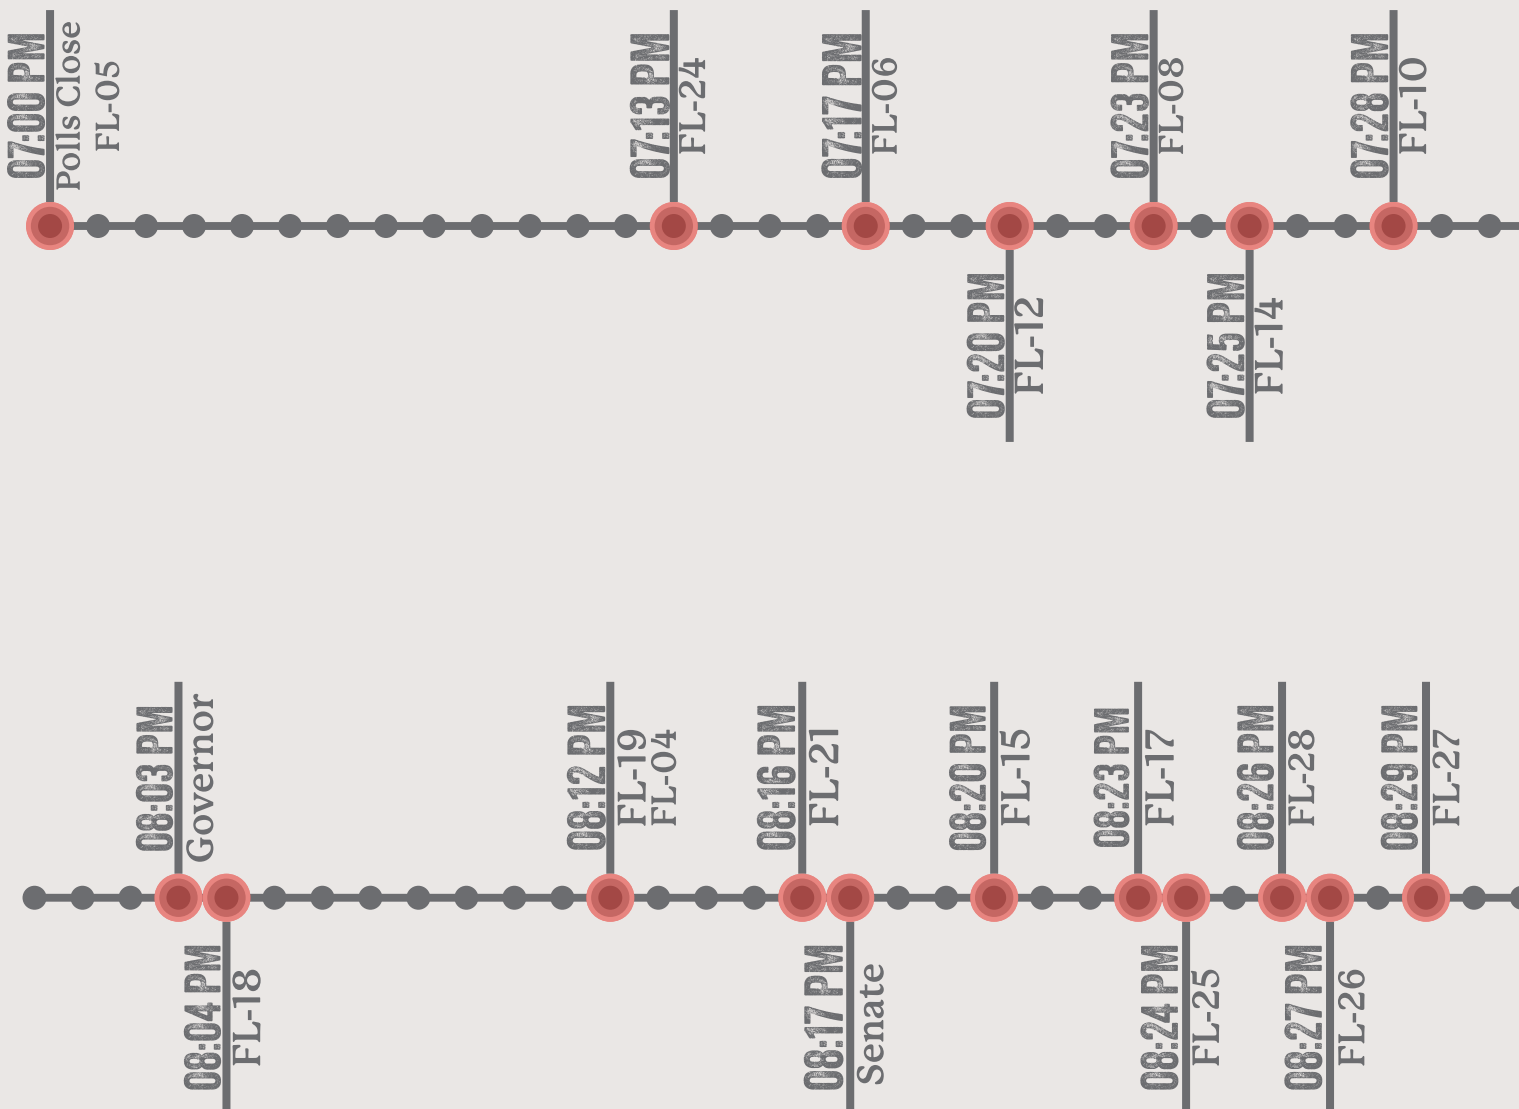 07:00 PM
Polls Close
FL-05
07:13 PM
FL-24
07:17 PM
FL-06
07:20 PM
FL-12
07:23 PM
FL-08
07:25 PM
FL-14
07:28 PM
FL-10
08:03 PM
Governor
08:04 PM
FL-18
08:12 PM
FL-19
FL-04
08:16 PM
FL-21
08:17 PM
Senate
08:20 PM
FL-15
08:23 PM
FL-17
08:24 PM
FL-25
08:26 PM
FL-28
08:27 PM
FL-26
08:29 PM
FL-27